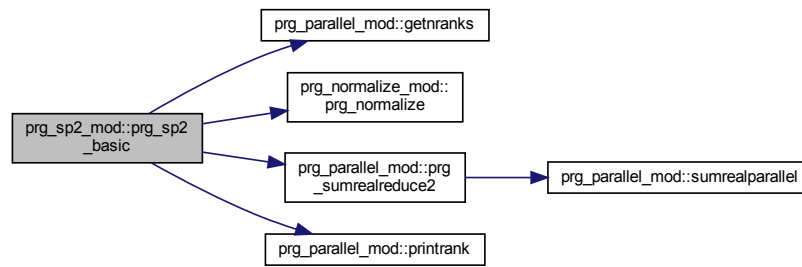 prg_parallel_mod::getnranks
prg_normalize_mod::
prg_normalize
prg_sp2_mod::prg_sp2
_basic
prg_parallel_mod::prg
_sumrealreduce2
prg_parallel_mod::sumrealparallel
prg_parallel_mod::printrank